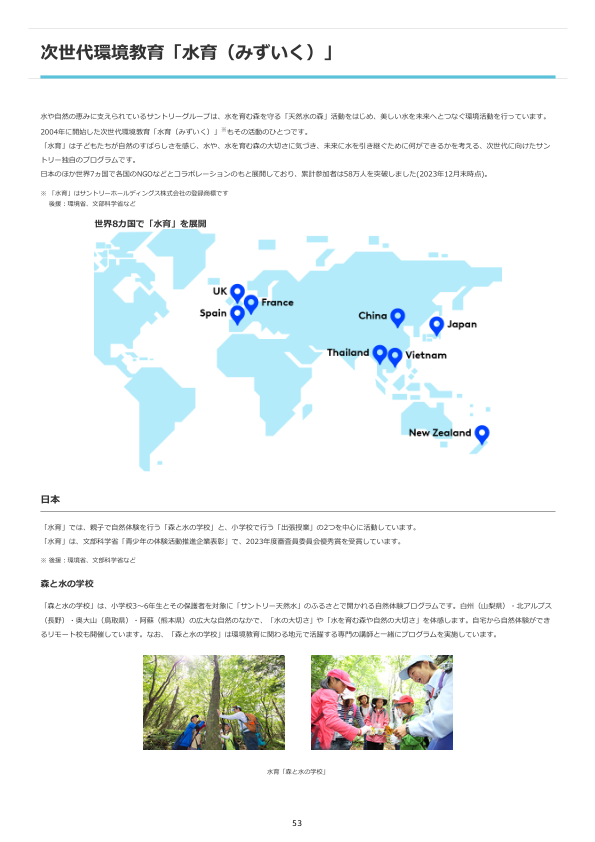 次世代環境教育「水育（みずいく）」
水や自然の恵みに支えられているサントリーグループは、水を育む森を守る「天然水の森」活動をはじめ、美しい水を未来へとつなぐ環境活動を行っています。
2004年に開始した次世代環境教育「水育（みずいく）」※もその活動のひとつです。
「水育」は子どもたちが自然のすばらしさを感じ、水や、水を育む森の大切さに気づき、未来に水を引き継ぐために何ができるかを考える、次世代に向けたサン
トリー独自のプログラムです。
日本のほか世界7ヵ国で各国のNGOなどとコラボレーションのもと展開しており、累計参加者は58万人を突破しました(2023年12月末時点)。
※ 「水育」はサントリーホールディングス株式会社の登録商標です
後援：環境省、文部科学省など
世界8カ国で「水育」を展開
UK
France
Spain
China
Japan
Thailand
Vietnam
New Zealand
日本
「水育」では、親子で自然体験を行う「森と水の学校」と、小学校で行う「出張授業」の2つを中心に活動しています。
「水育」は、文部科学省「青少年の体験活動推進企業表彰」で、2023年度審査員委員会優秀賞を受賞しています。
※ 後援：環境省、文部科学省など
森と水の学校
「森と水の学校」は、小学校3～6年生とその保護者を対象に「サントリー天然水」のふるさとで開かれる自然体験プログラムです。白州（山梨県）・北アルプス
（長野）・奥大山（鳥取県）・阿蘇（熊本県）の広大な自然のなかで、「水の大切さ」や「水を育む森や自然の大切さ」を体感します。自宅から自然体験ができ
るリモート校も開催しています。なお、「森と水の学校」は環境教育に関わる地元で活躍する専門の講師と一緒にプログラムを実施しています。
水育「森と水の学校」
53